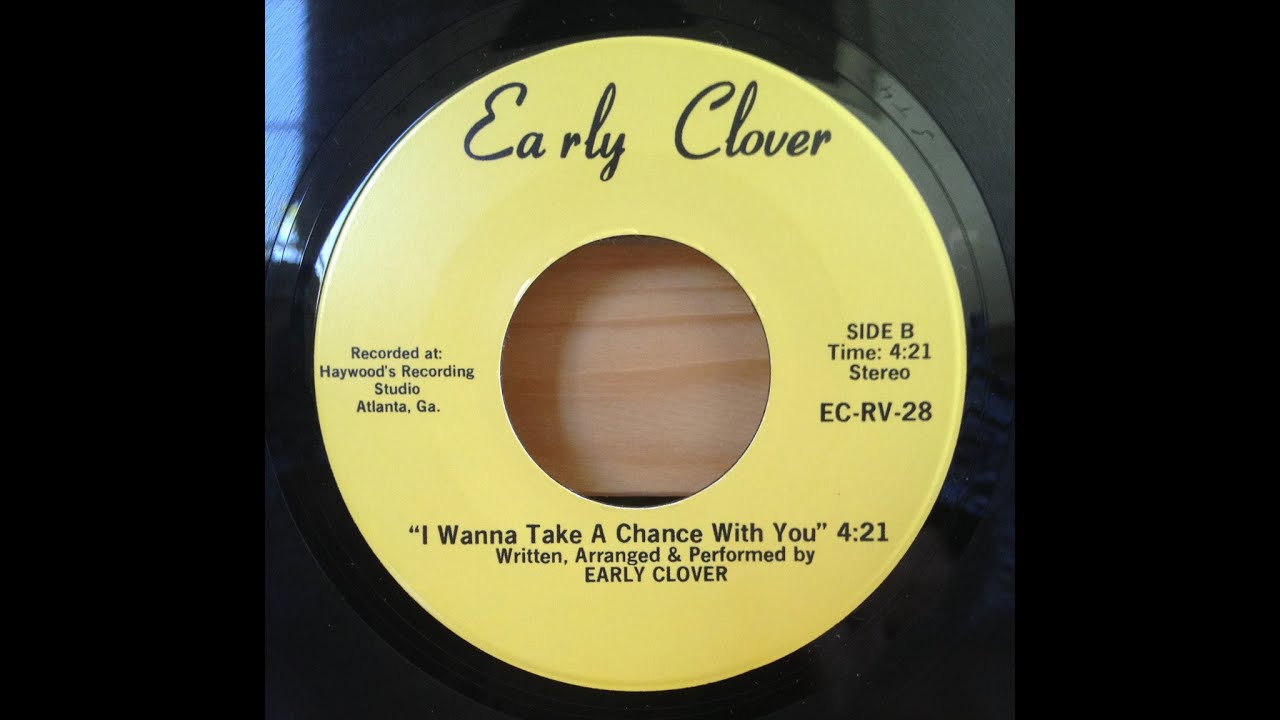 Early Clover
Recorded at:
Haywood's Recording
Studio
Atlanta, Ga.
SIDE B
Time: 4:21
Stereo
EC-RV-28
“I Wanna Take A Chance With You” 4:21
Written, Arranged & Performed by
EARLY CLOVER